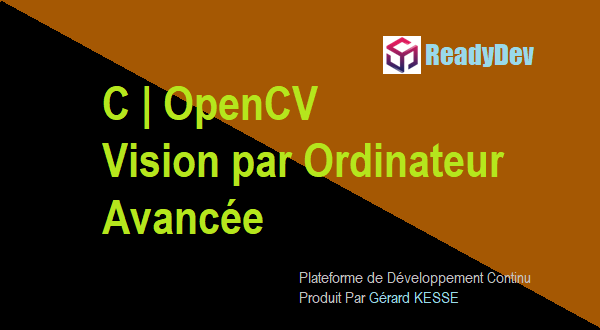 ReadyDev
C | OpenCV
Vision par Ordinateur
Avancée
Plateforme de Développement Continu
Produit Par Gérard KESSE